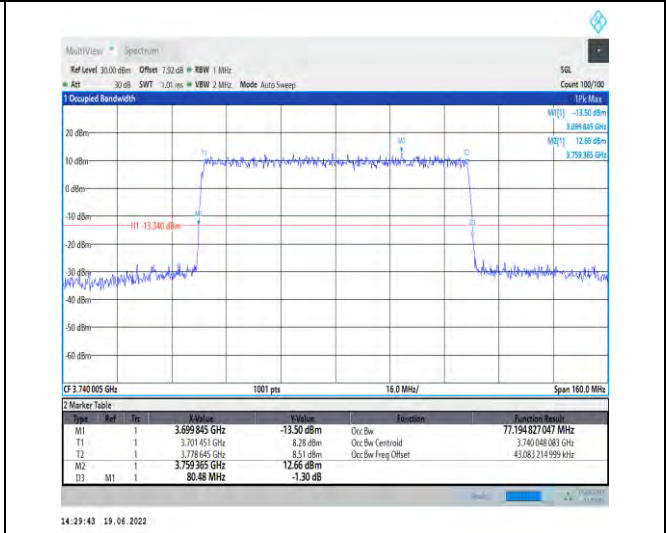 MultiView Spectrum
Ref Level 30.00 dBm Offset 7.92 dB RBW 1 MHz SGL
Att 30 dB SWT 1.01 ms VBW 2 MHz Mode Auto Sweep Count 100/100
1 Occupied Bandwidth 1Pk Max
M1[1] -13.50 dBm
3.699 845 GHz
20 dBm M2[1] 12.66 dBm
3.759 365 GHz
M2
T1 T2
10 dBm
0 dBm
M1
-10 dBm
D3
H1 -13.340 dBm
-20 dBm
-30 dBm
-40 dBm
-50 dBm
-60 dBm
CF 3.740 005 GHz 1001 pts 16.0 MHz/ Span 160.0 MHz
2 Marker Table
Type Ref Trc X-Value Y-Value Function Function Result
M1 1 3.699 845 GHz -13.50 dBm Occ Bw 77.194 827 047 MHz
T1 1 3.701 451 GHz 8.28 dBm Occ Bw Centroid 3.740 048 083 GHz
T2 1 3.778 645 GHz 8.51 dBm Occ Bw Freq Offset 43.083 214 999 kHz
M2 1 3.759 365 GHz 12.66 dBm
D3 M1 1 80.48 MHz -1.30 dB
14:29:43 19.06.2022